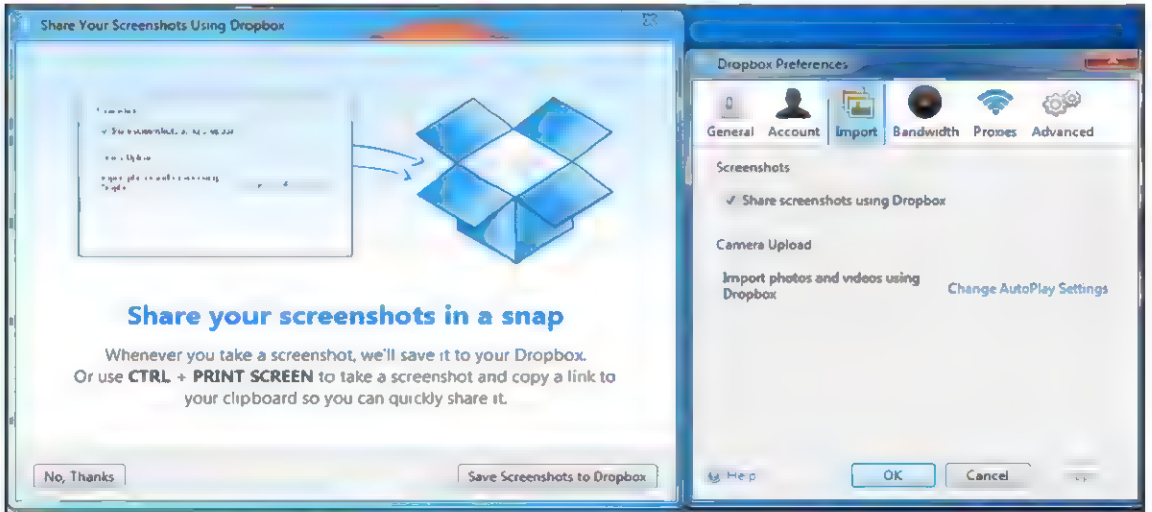 Share Your Screenshots Using Dropbox
Share your screenshots in a snap
Whenever you take a screenshot, we'll save it to your Dropbox.
Or use CTRL + PRINT SCREEN to take a screenshot and copy a link to
your clipboard so you can quickly share it.
No, Thanks
Save Screenshots to Dropbox
Dropbox Preferences
General Account Import Bandwidth Proxies Advanced
Screenshots
Share screenshots using Dropbox
Camera Upload
Import photos and videos using
Dropbox
Change AutoPlay Settings
Help
OK
Cancel